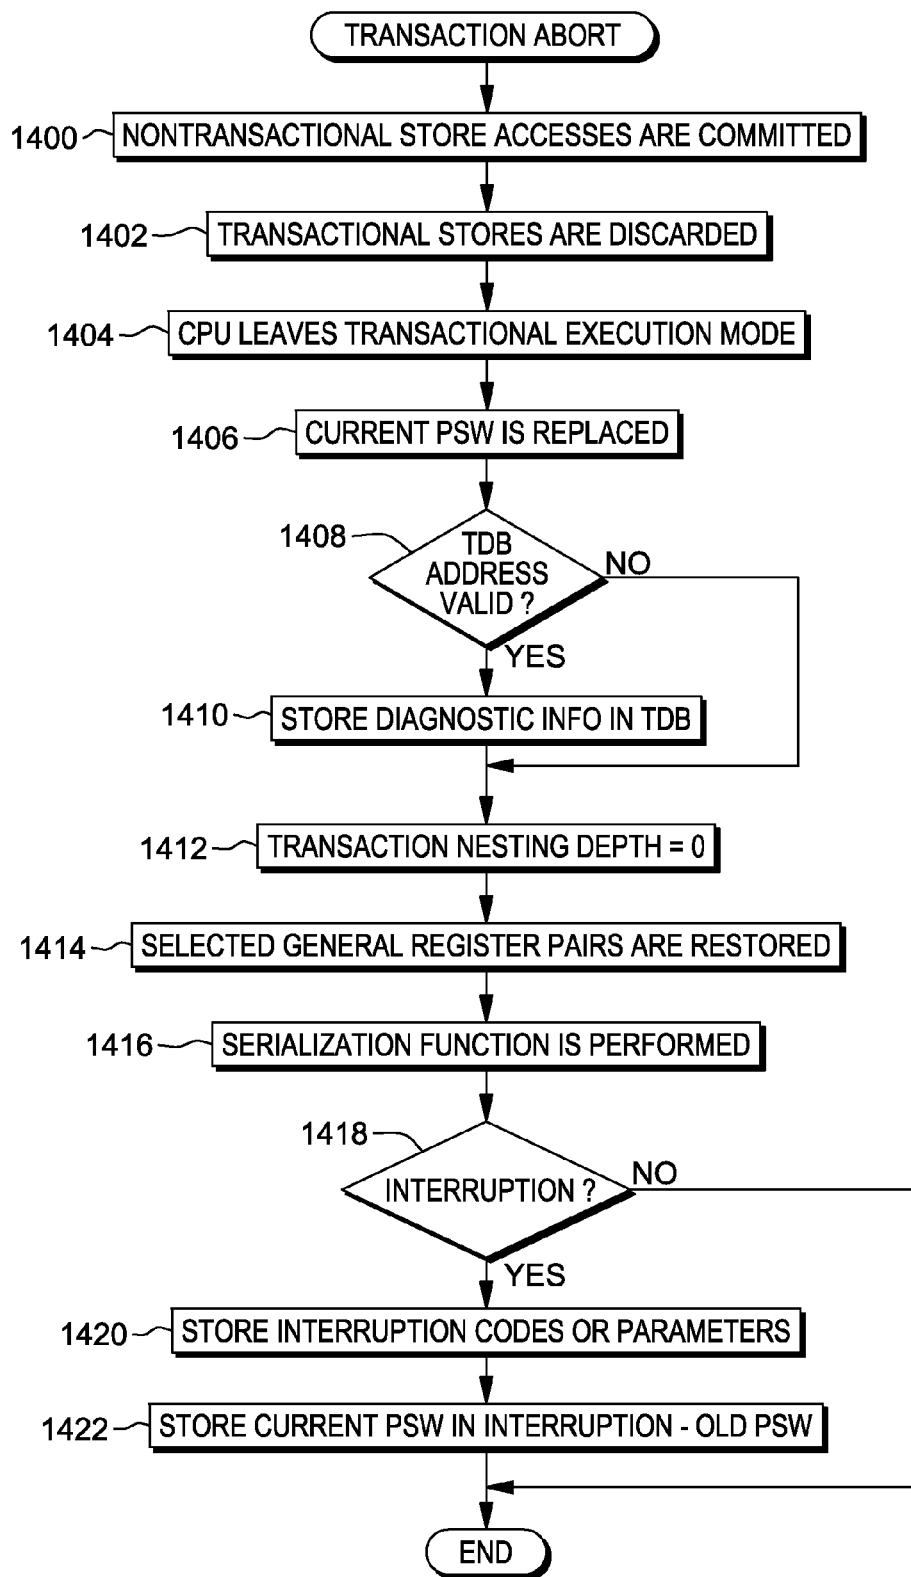 TRANSACTION ABORT
1400
NONTRANSACTIONAL STORE ACCESSES ARE COMMITTED
1402
TRANSACTIONAL STORES ARE DISCARDED
1404
CPU LEAVES TRANSACTIONAL EXECUTION MODE
1406
CURRENT PSW IS REPLACED
1408
TDB
ADDRESS
VALID ?
NO
YES
1410
STORE DIAGNOSTIC INFO IN TDB
1412
TRANSACTION NESTING DEPTH = 0
1414
SELECTED GENERAL REGISTER PAIRS ARE RESTORED
1416
SERIALIZATION FUNCTION IS PERFORMED
1418
INTERRUPTION ?
NO
YES
1420
STORE INTERRUPTION CODES OR PARAMETERS
1422
STORE CURRENT PSW IN INTERRUPTION - OLD PSW
END